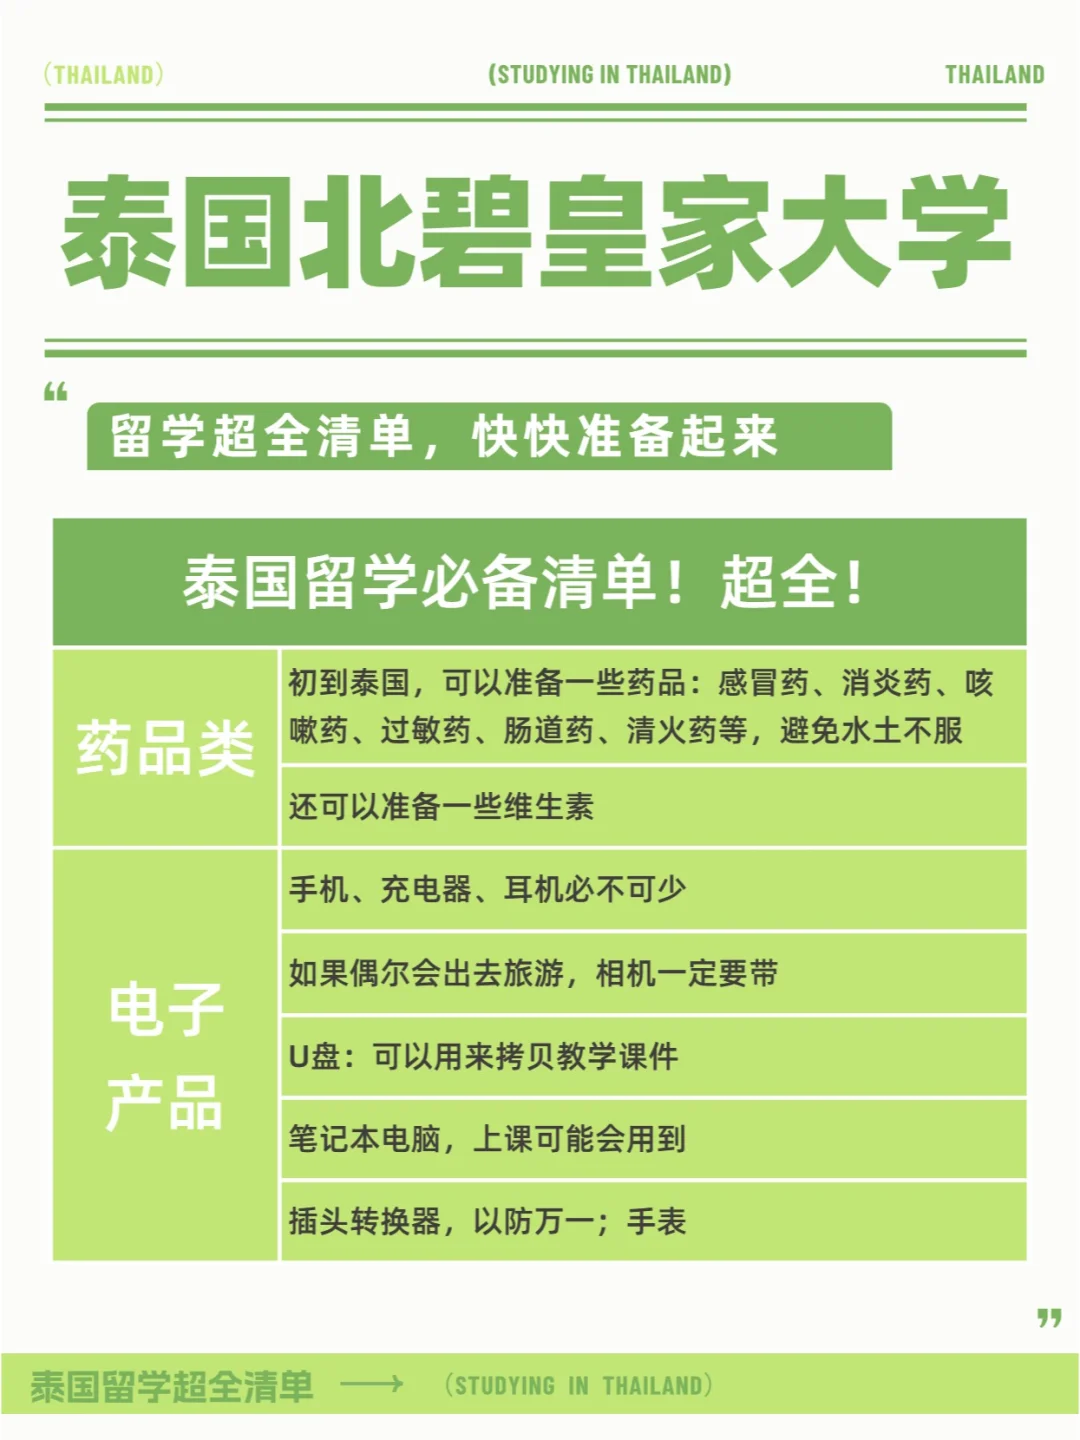 （THAILAND）
(STUDYING IN THAILAND)
THAILAND
泰国北碧皇家大学
“
留学超全清单，快快准备起来
泰国留学必备清单！超全！
药品类
初到泰国，可以准备一些药品：感冒药、消炎药、咳
嗽药、过敏药、肠道药、清火药等，避免水土不服
还可以准备一些维生素
电子
产品
手机、充电器、耳机必不可少
如果偶尔会出去旅游，相机一定要带
U盘：可以用来拷贝教学课件
笔记本电脑，上课可能会用到
插头转换器，以防万一；手表
”
泰国留学超全清单
（STUDYING IN THAILAND）